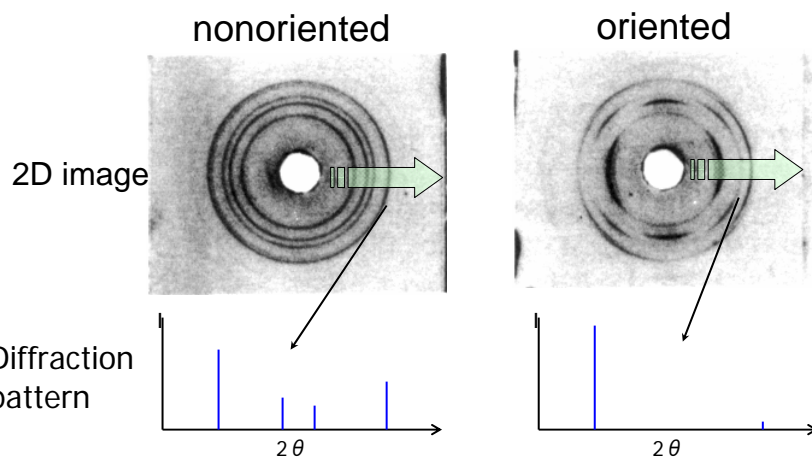 nonoriented
oriented
2D image
Diffraction
pattern
I
I
2θ
2θ